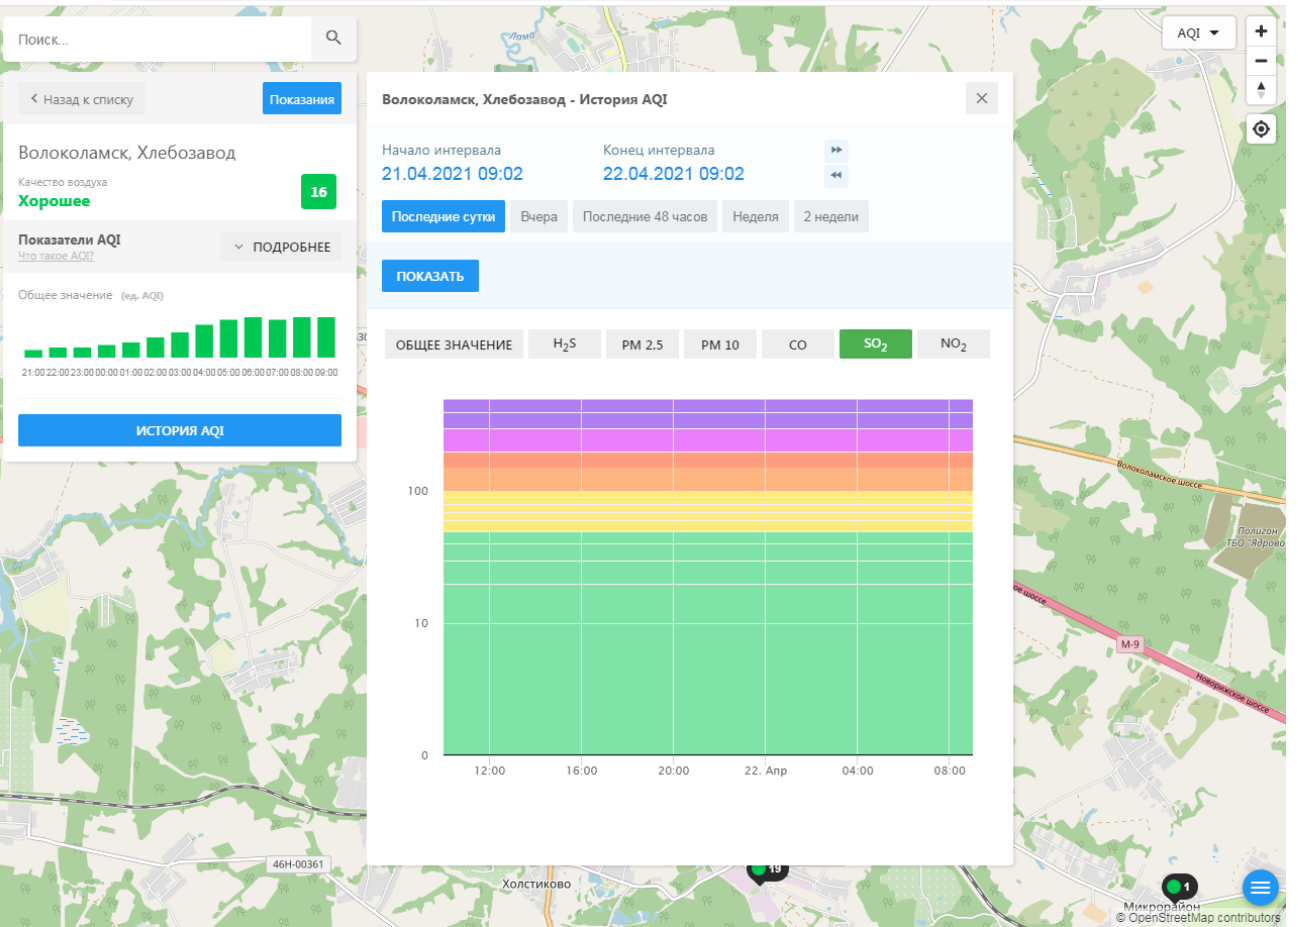 Поиск...
AQI
Лама
Назад к списку
Показания
Волоколамск, Хлебозавод
Качество воздуха
Хорошее
16
Показатели AQI
Что такое AQI?
ПОДРОБНЕЕ
Общее значение (ед. AQI)
21:00 22:00 23:00 00:00 01:00 02:00 03:00 04:00 05:00 06:00 07:00 08:00 09:00
ИСТОРИЯ AQI
Волоколамск, Хлебозавод - История AQI
Начало интервала
Конец интервала
21.04.2021 09:02
22.04.2021 09:02
Последние сутки
Вчера
Последние 48 часов
Неделя
2 недели
ПОКАЗАТЬ
ОБЩЕЕ ЗНАЧЕНИЕ
H₂S
PM 2.5
PM 10
CO
SO₂
NO₂
100
10
0
12:00
16:00
20:00
22. Апр
04:00
08:00
Волоколамское шоссе
Полигон
ТБО "Ядрово
ое шоссе
М-9
Новорижское шоссе
46Н-00361
Холстиково
19
1
Микрорайон
© OpenStreetMap contributors